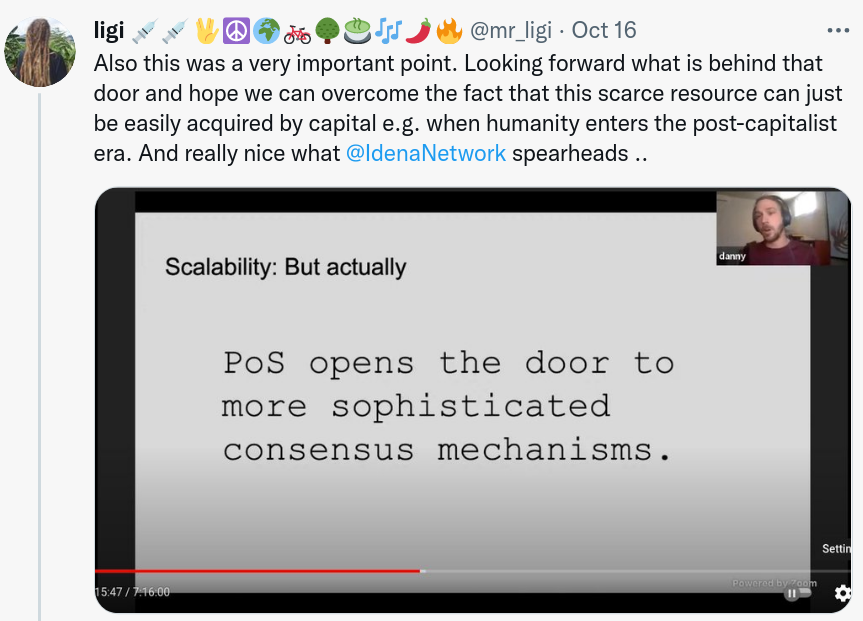 ligi 💉 💉 🖖☮️🌍🚲🌳🍵🎶🌶️🔥 @mr_ligi · Oct 16 ...
Also this was a very important point. Looking forward what is behind that
door and hope we can overcome the fact that this scarce resource can just
be easily acquired by capital e.g. when humanity enters the post-capitalist
era. And really nice what @IdenaNetwork spearheads ..
danny
Scalability: But actually
PoS opens the door to
more sophisticated
consensus mechanisms.
Settin
Powered by Zoom
15:47 / 7:16:00